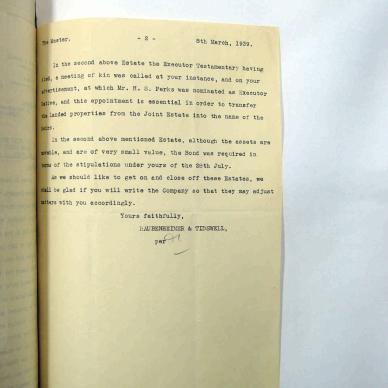 The Master. - 2 - 8th March, 1939.
In the second above Estate the Executor Testamentary having
died, a meeting of kin was called at your instance, and on your
advertisement, at which Mr. H. S. Parks was nominated as Executor
Dative, and this appointment is essential in order to transfer
the landed properties from the Joint Estate into the name of the
heirs.
In the second above mentioned Estate, although the assets are
movable, and are of very small value, the Bond was required in
terms of the stipulations under yours of the 28th July.
As we should like to get on and close off these Estates, we
shall be glad if you will write the Company so that they may adjust
matters with you accordingly.
Yours faithfully,
RAUBENHEIMER & TIDSWELL,
per